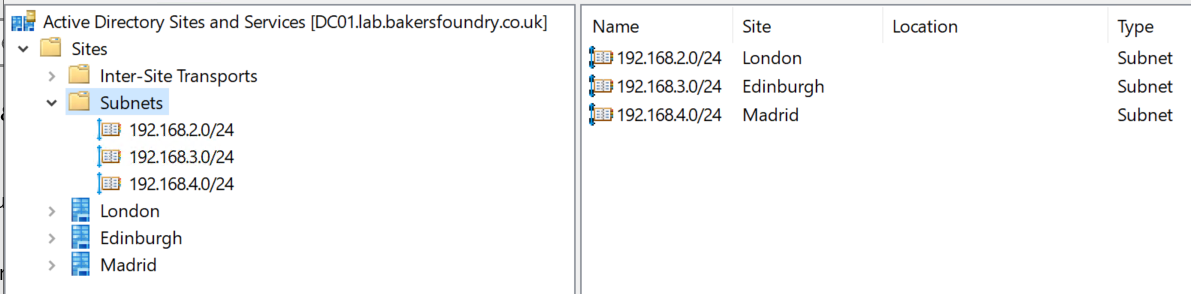 Active Directory Sites and Services [DC01.lab.bakersfoundry.co.uk]
Sites
Inter-Site Transports
Subnets
192.168.2.0/24
192.168.3.0/24
192.168.4.0/24
London
Edinburgh
Madrid
Name Site Location Type
192.168.2.0/24 London Subnet
192.168.3.0/24 Edinburgh Subnet
192.168.4.0/24 Madrid Subnet